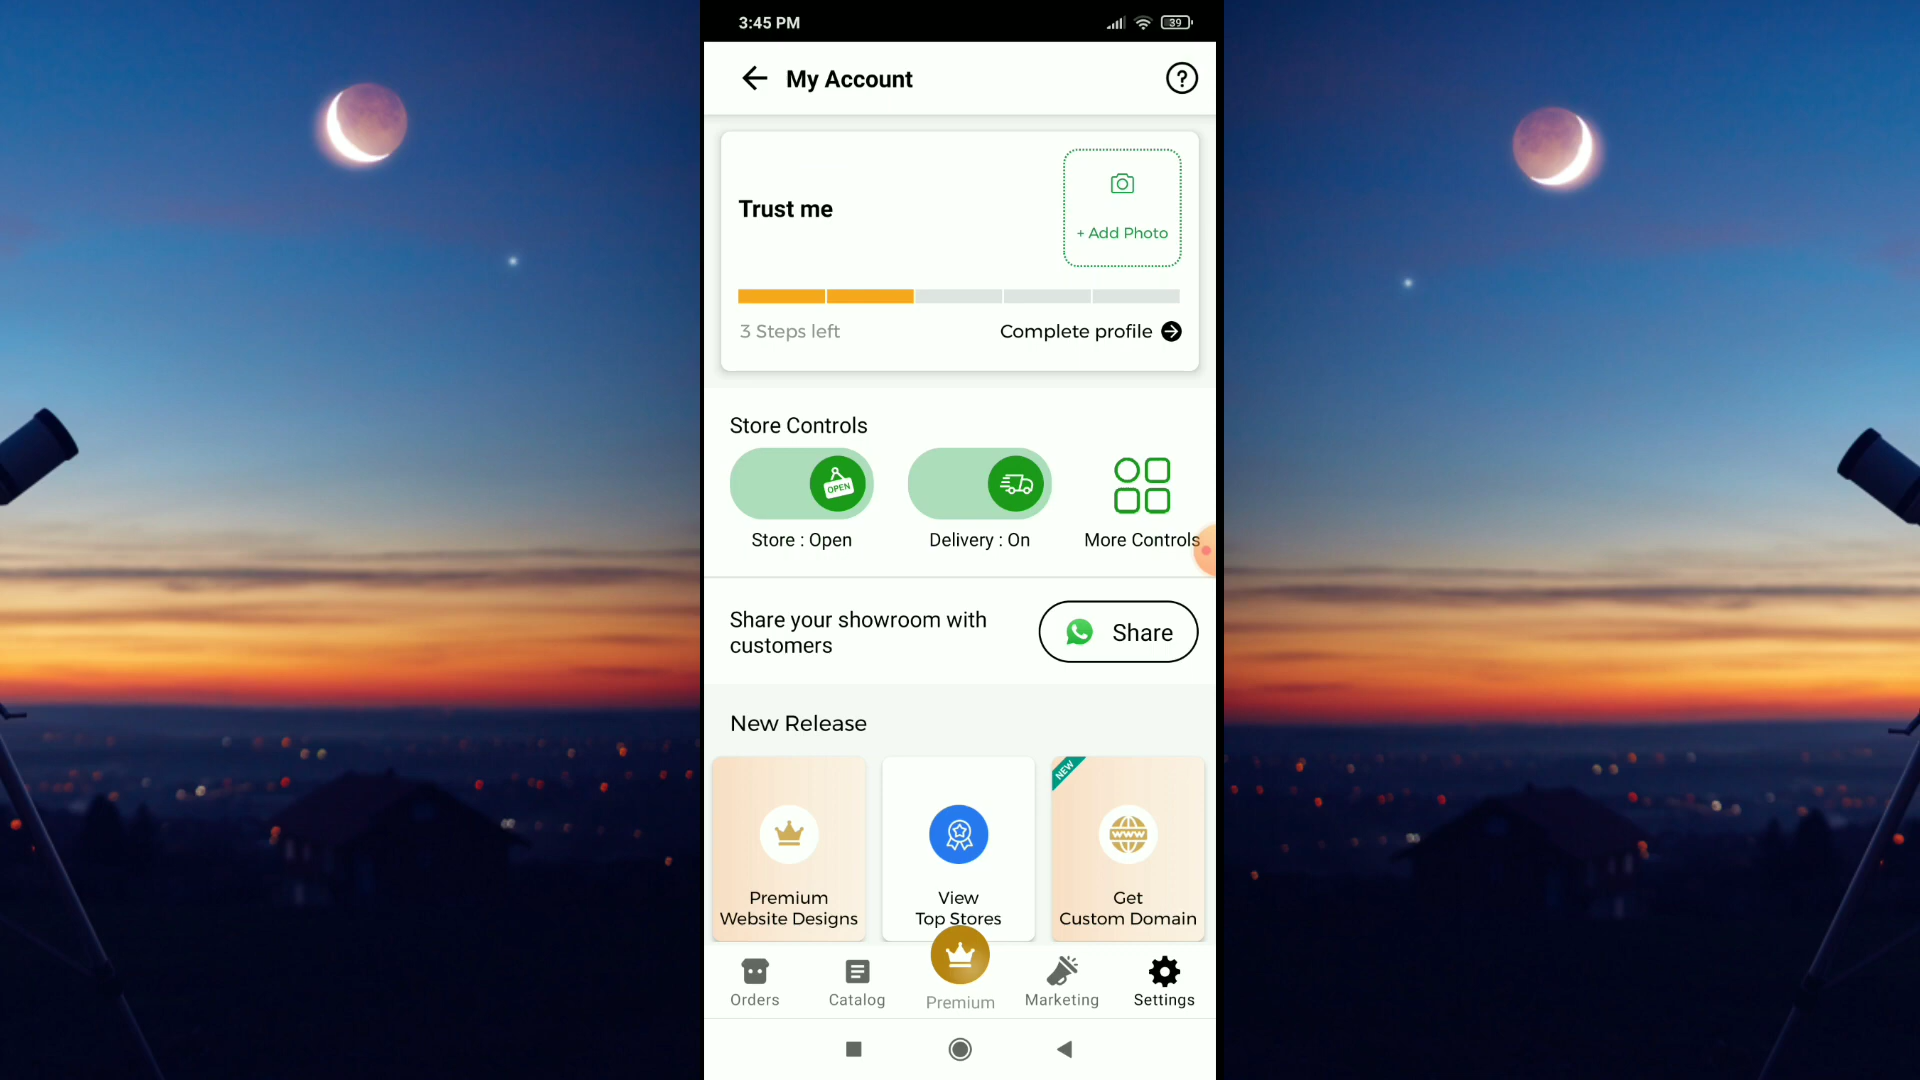 3:45 PM
39
My Account
?
Trust me
+ Add Photo
3 Steps left
Complete profile
Store Controls
OPEN
Store : Open
Delivery : On
More Controls
Share your showroom with
customers
Share
New Release
NEW
WWW
Premium
Website Designs
View
Top Stores
Get
Custom Domain
Orders
Catalog
Premium
Marketing
Settings